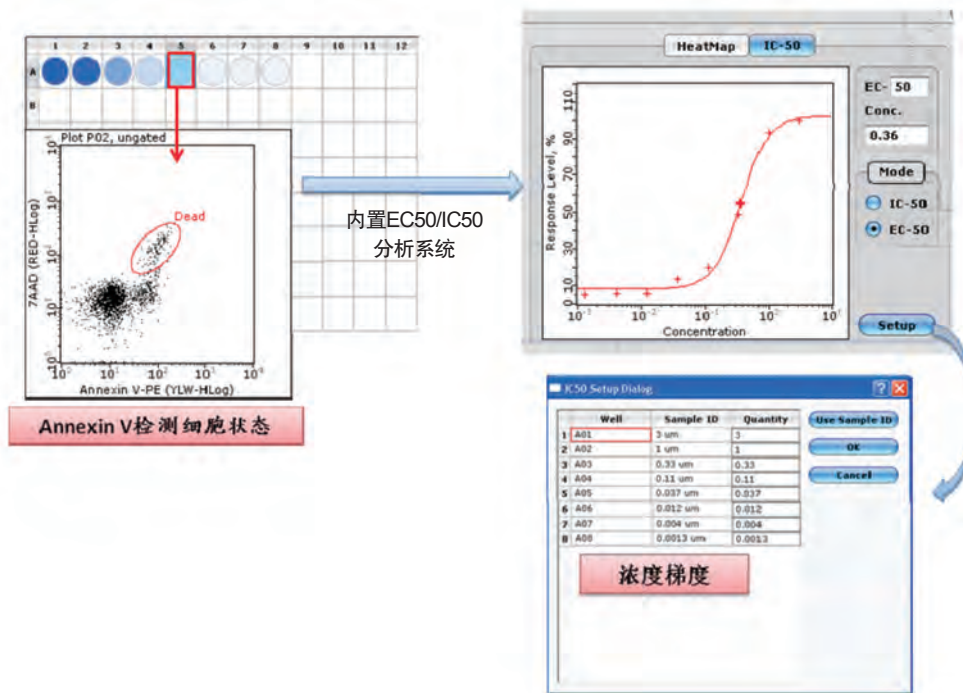 1 2 3 4 5 6 7 8 9 10 11 12
A
B
Plot P02, ungated
Dead
7AAD (RED-HLog)
Annexin V-PE (YLW-HLog)
Annexin V检测细胞状态
内置EC50/IC50
分析系统
HeatMap IC-50
Response Level, %
110
90
70
50
30
10
Concentration
EC- 50
Conc.
0.36
Mode
IC-50
EC-50
Setup
IC50 Setup Dialog
Well Sample ID Quantity
1 A01 3 um 3
2 A02 1 um 1
3 A03 0.33 um 0.33
4 A04 0.11 um 0.11
5 A05 0.037 um 0.037
6 A06 0.012 um 0.012
7 A07 0.004 um 0.004
8 A08 0.0013 um 0.0013
Use Sample ID
OK
Cancel
浓度梯度